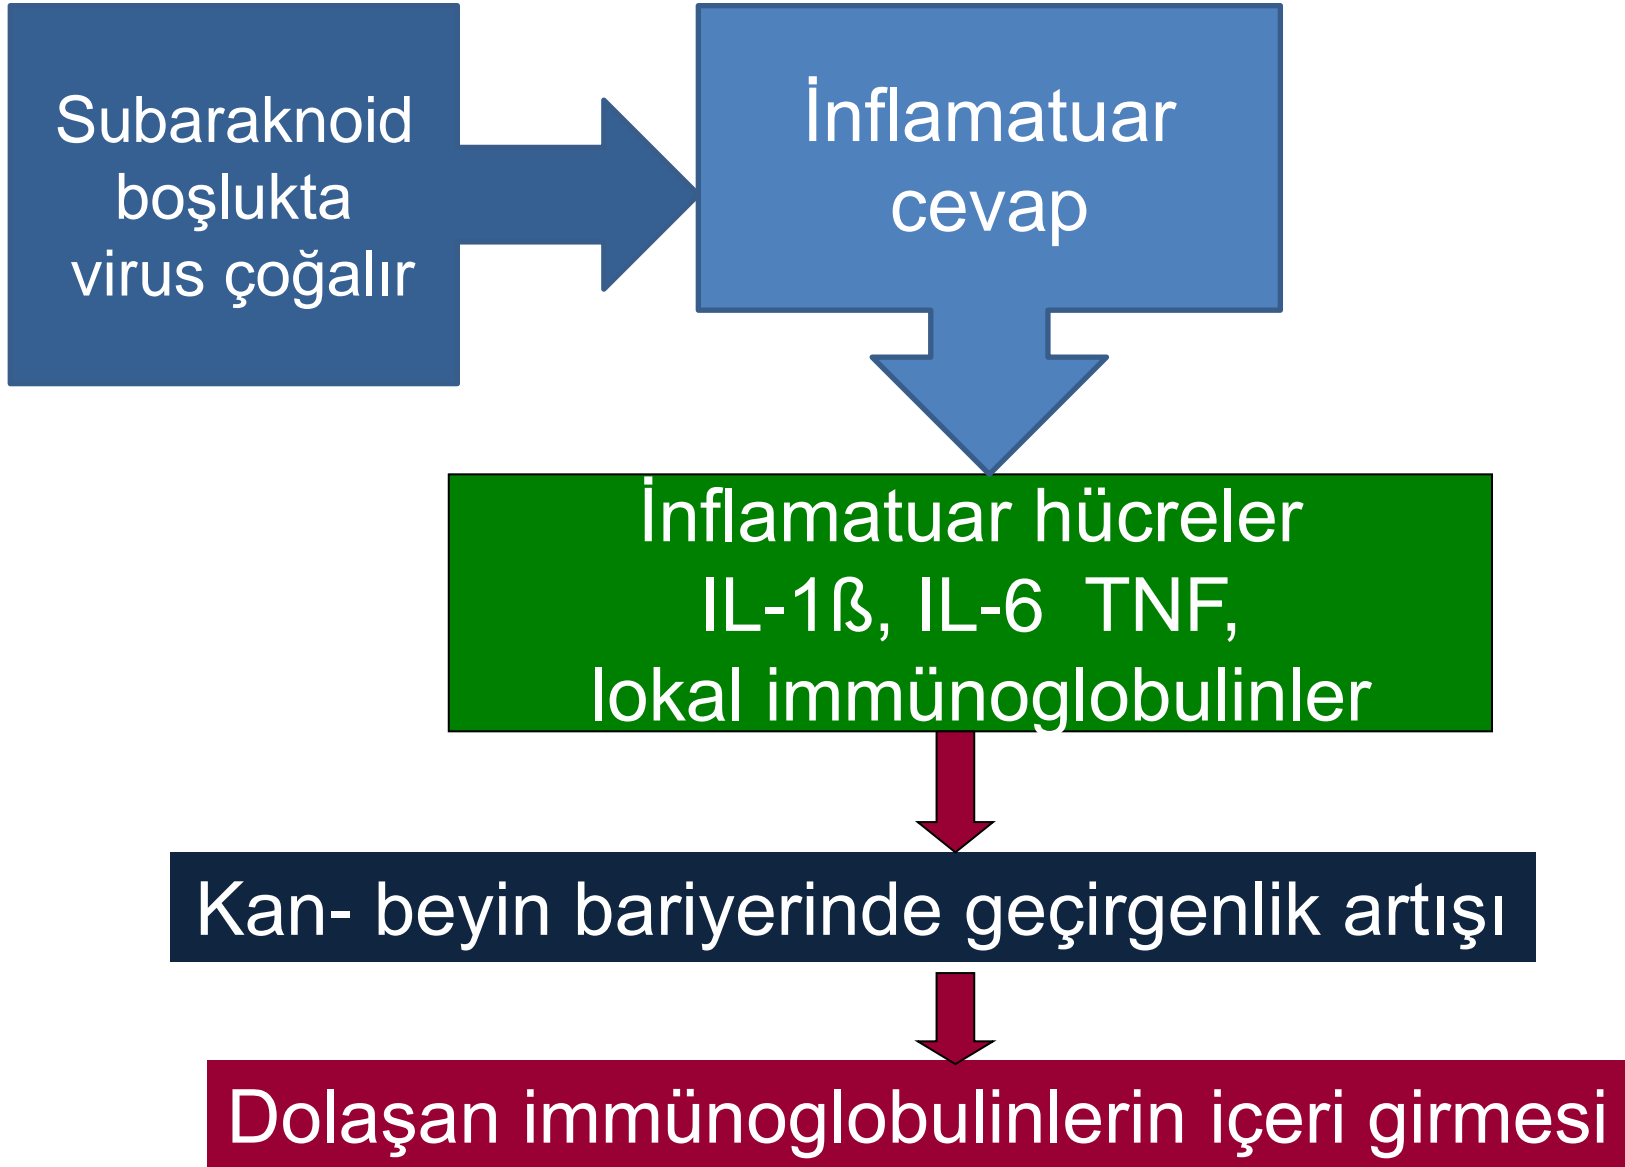 Subaraknoid
boşlukta
virus çoğalır
İnflamatuar
cevap
İnflamatuar hücreler
IL-1ß, IL-6  TNF,
lokal immünoglobulinler
Kan- beyin bariyerinde geçirgenlik artışı
Dolaşan immünoglobulinlerin içeri girmesi